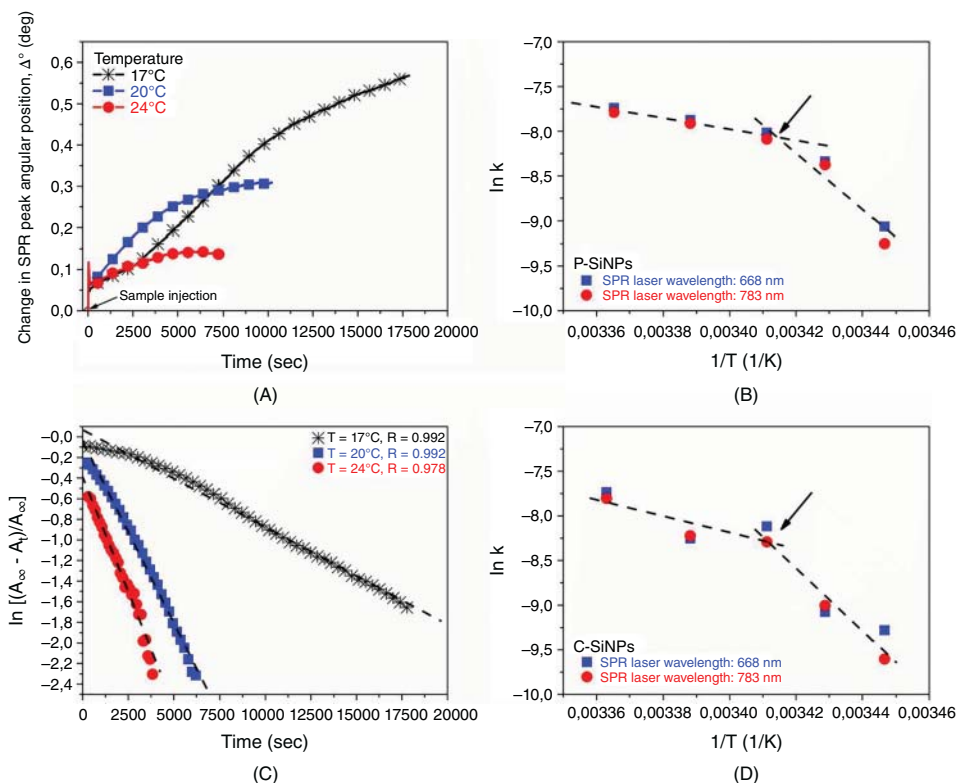 Change in SPR peak angular position, Δ° (deg)
0,6
0,5
0,4
0,3
0,2
0,1
0,0
Temperature
17°C
20°C
24°C
Sample injection
0
2500
5000
7500
10000
12500
15000
17500
20000
Time (sec)
(A)
ln k
−7,0
−7,5
−8,0
−8,5
−9,0
−9,5
−10,0
P-SiNPs
SPR laser wavelength: 668 nm
SPR laser wavelength: 783 nm
0,00336
0,00338
0,00340
0,00341
0,00342
0,00344
0,003446
1/T (1/K)
(B)
ln [(A∞ - At)/A∞]
−0,0
−0,2
−0,4
−0,6
−0,8
−1,0
−1,2
−1,4
−1,6
−1,8
−2,0
−2,2
−2,4
T = 17°C, R = 0.992
T = 20°C, R = 0.992
T = 24°C, R = 0.978
0
2500
5000
7500
10000
12500
15000
17500
20000
Time (sec)
(C)
ln k
−7,0
−7,5
−8,0
−8,5
−9,0
−9,5
−10,0
C-SiNPs
SPR laser wavelength: 668 nm
SPR laser wavelength: 783 nm
0,00336
0,00338
0,00340
0,00341
0,00342
0,00344
0,003446
1/T (1/K)
(D)